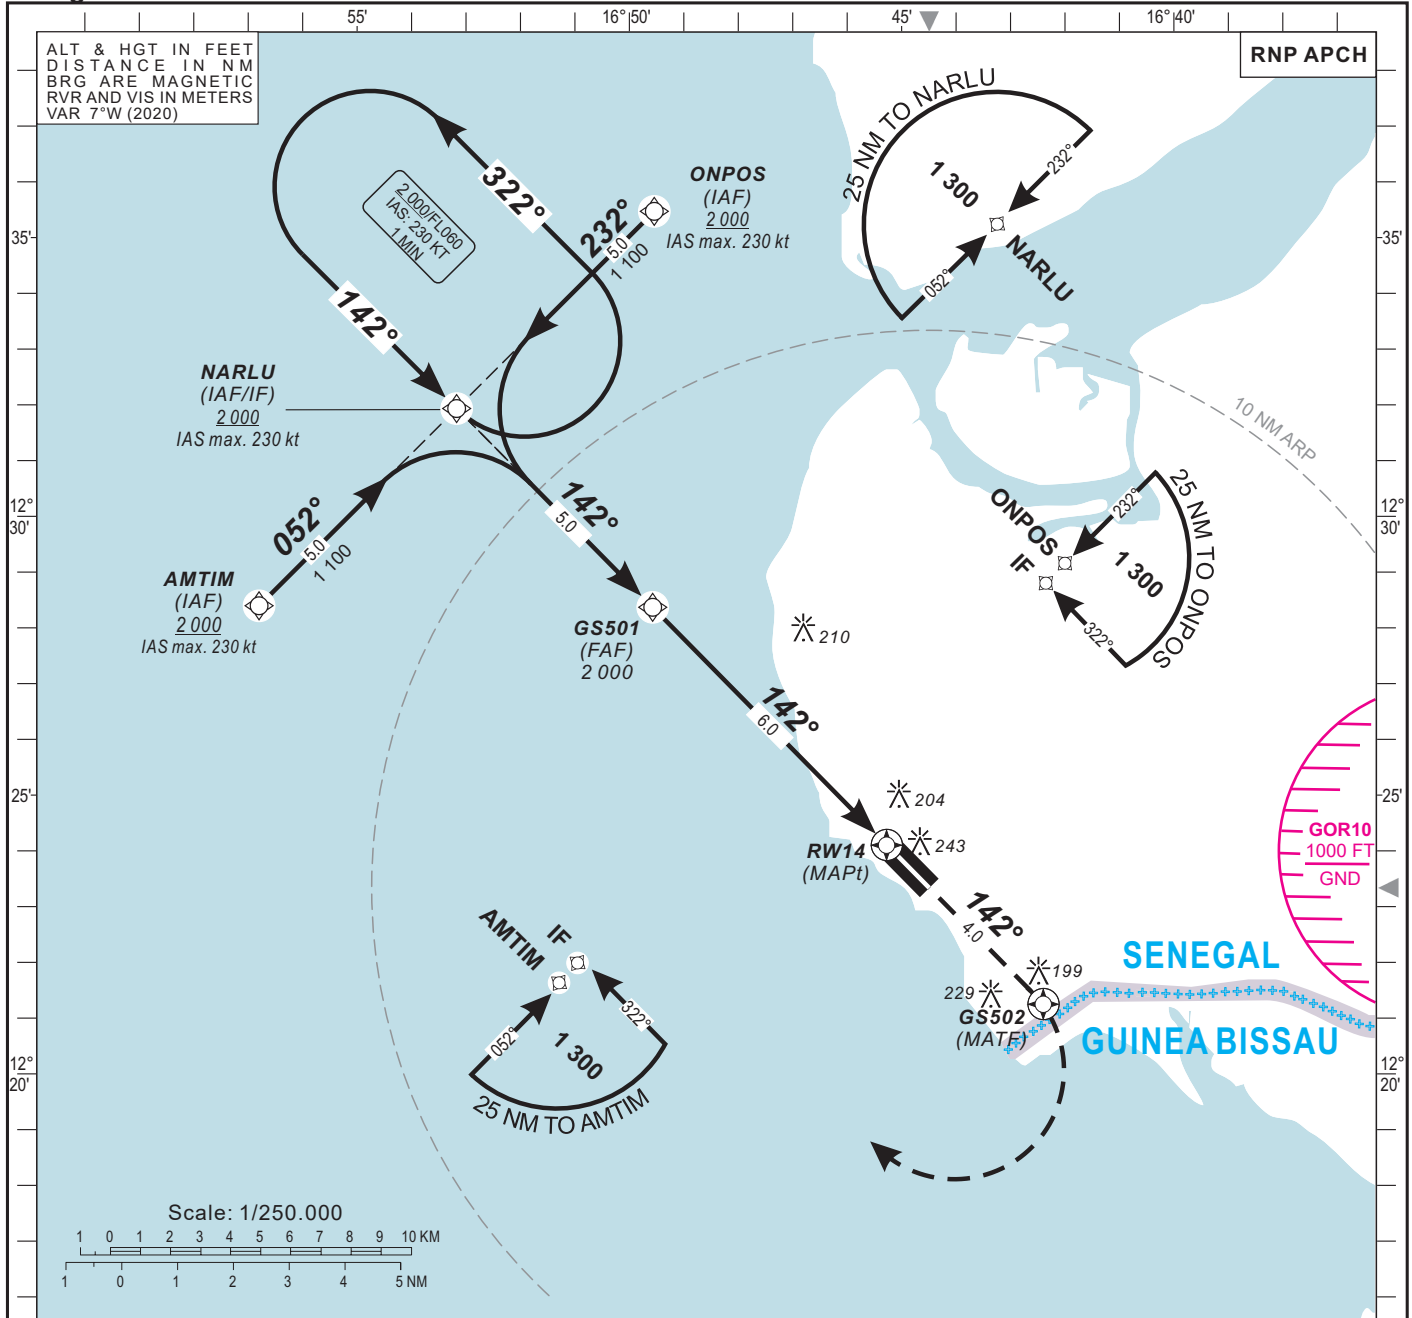 55'
16°50'
45'
16°40'
ALT & HGT IN FEET
DISTANCE IN NM
BRG ARE MAGNETIC
RVR AND VIS IN METERS
VAR 7°W (2020)
RNP APCH
25 NM TO NARLU
1 300
232°
052°
NARLU
322°
2 000/FL060
IAS: 230 KT
1 MIN
142°
ONPOS
(IAF)
2 000
IAS max. 230 kt
232°
5.0
1 100
35'
35'
NARLU
(IAF/IF)
2 000
IAS max. 230 kt
10 NM ARP
052°
5.0
1 100
AMTIM
(IAF)
2 000
IAS max. 230 kt
142°
5.0
12°
30'
12°
30'
ONPOS
IF
232°
322°
1 300
25 NM TO ONPOS
GS501
(FAF)
2 000
210
142°
6.0
25'
25'
204
243
RW14
(MAPt)
GOR10
1000 FT
GND
142°
4.0
AMTIM
IF
052°
322°
1 300
25 NM TO AMTIM
199
229
GS502
(MATF)
SENEGAL
GUINEA BISSAU
12°
20'
12°
20'
Scale: 1/250.000
1 0 1 2 3 4 5 6 7 8 9 10 KM
1 0 1 2 3 4 5 NM